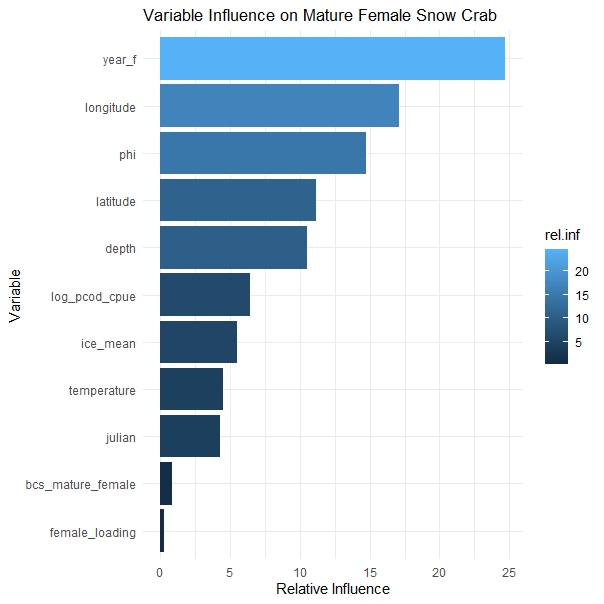 Variable Influence on Mature Female Snow Crab
year_f
longitude
phi
latitude
depth
log_pcod_cpue
ice_mean
temperature
julian
bcs_mature_female
female_loading
Variable
0 5 10 15 20 25
Relative Influence
rel.inf
20
15
10
5